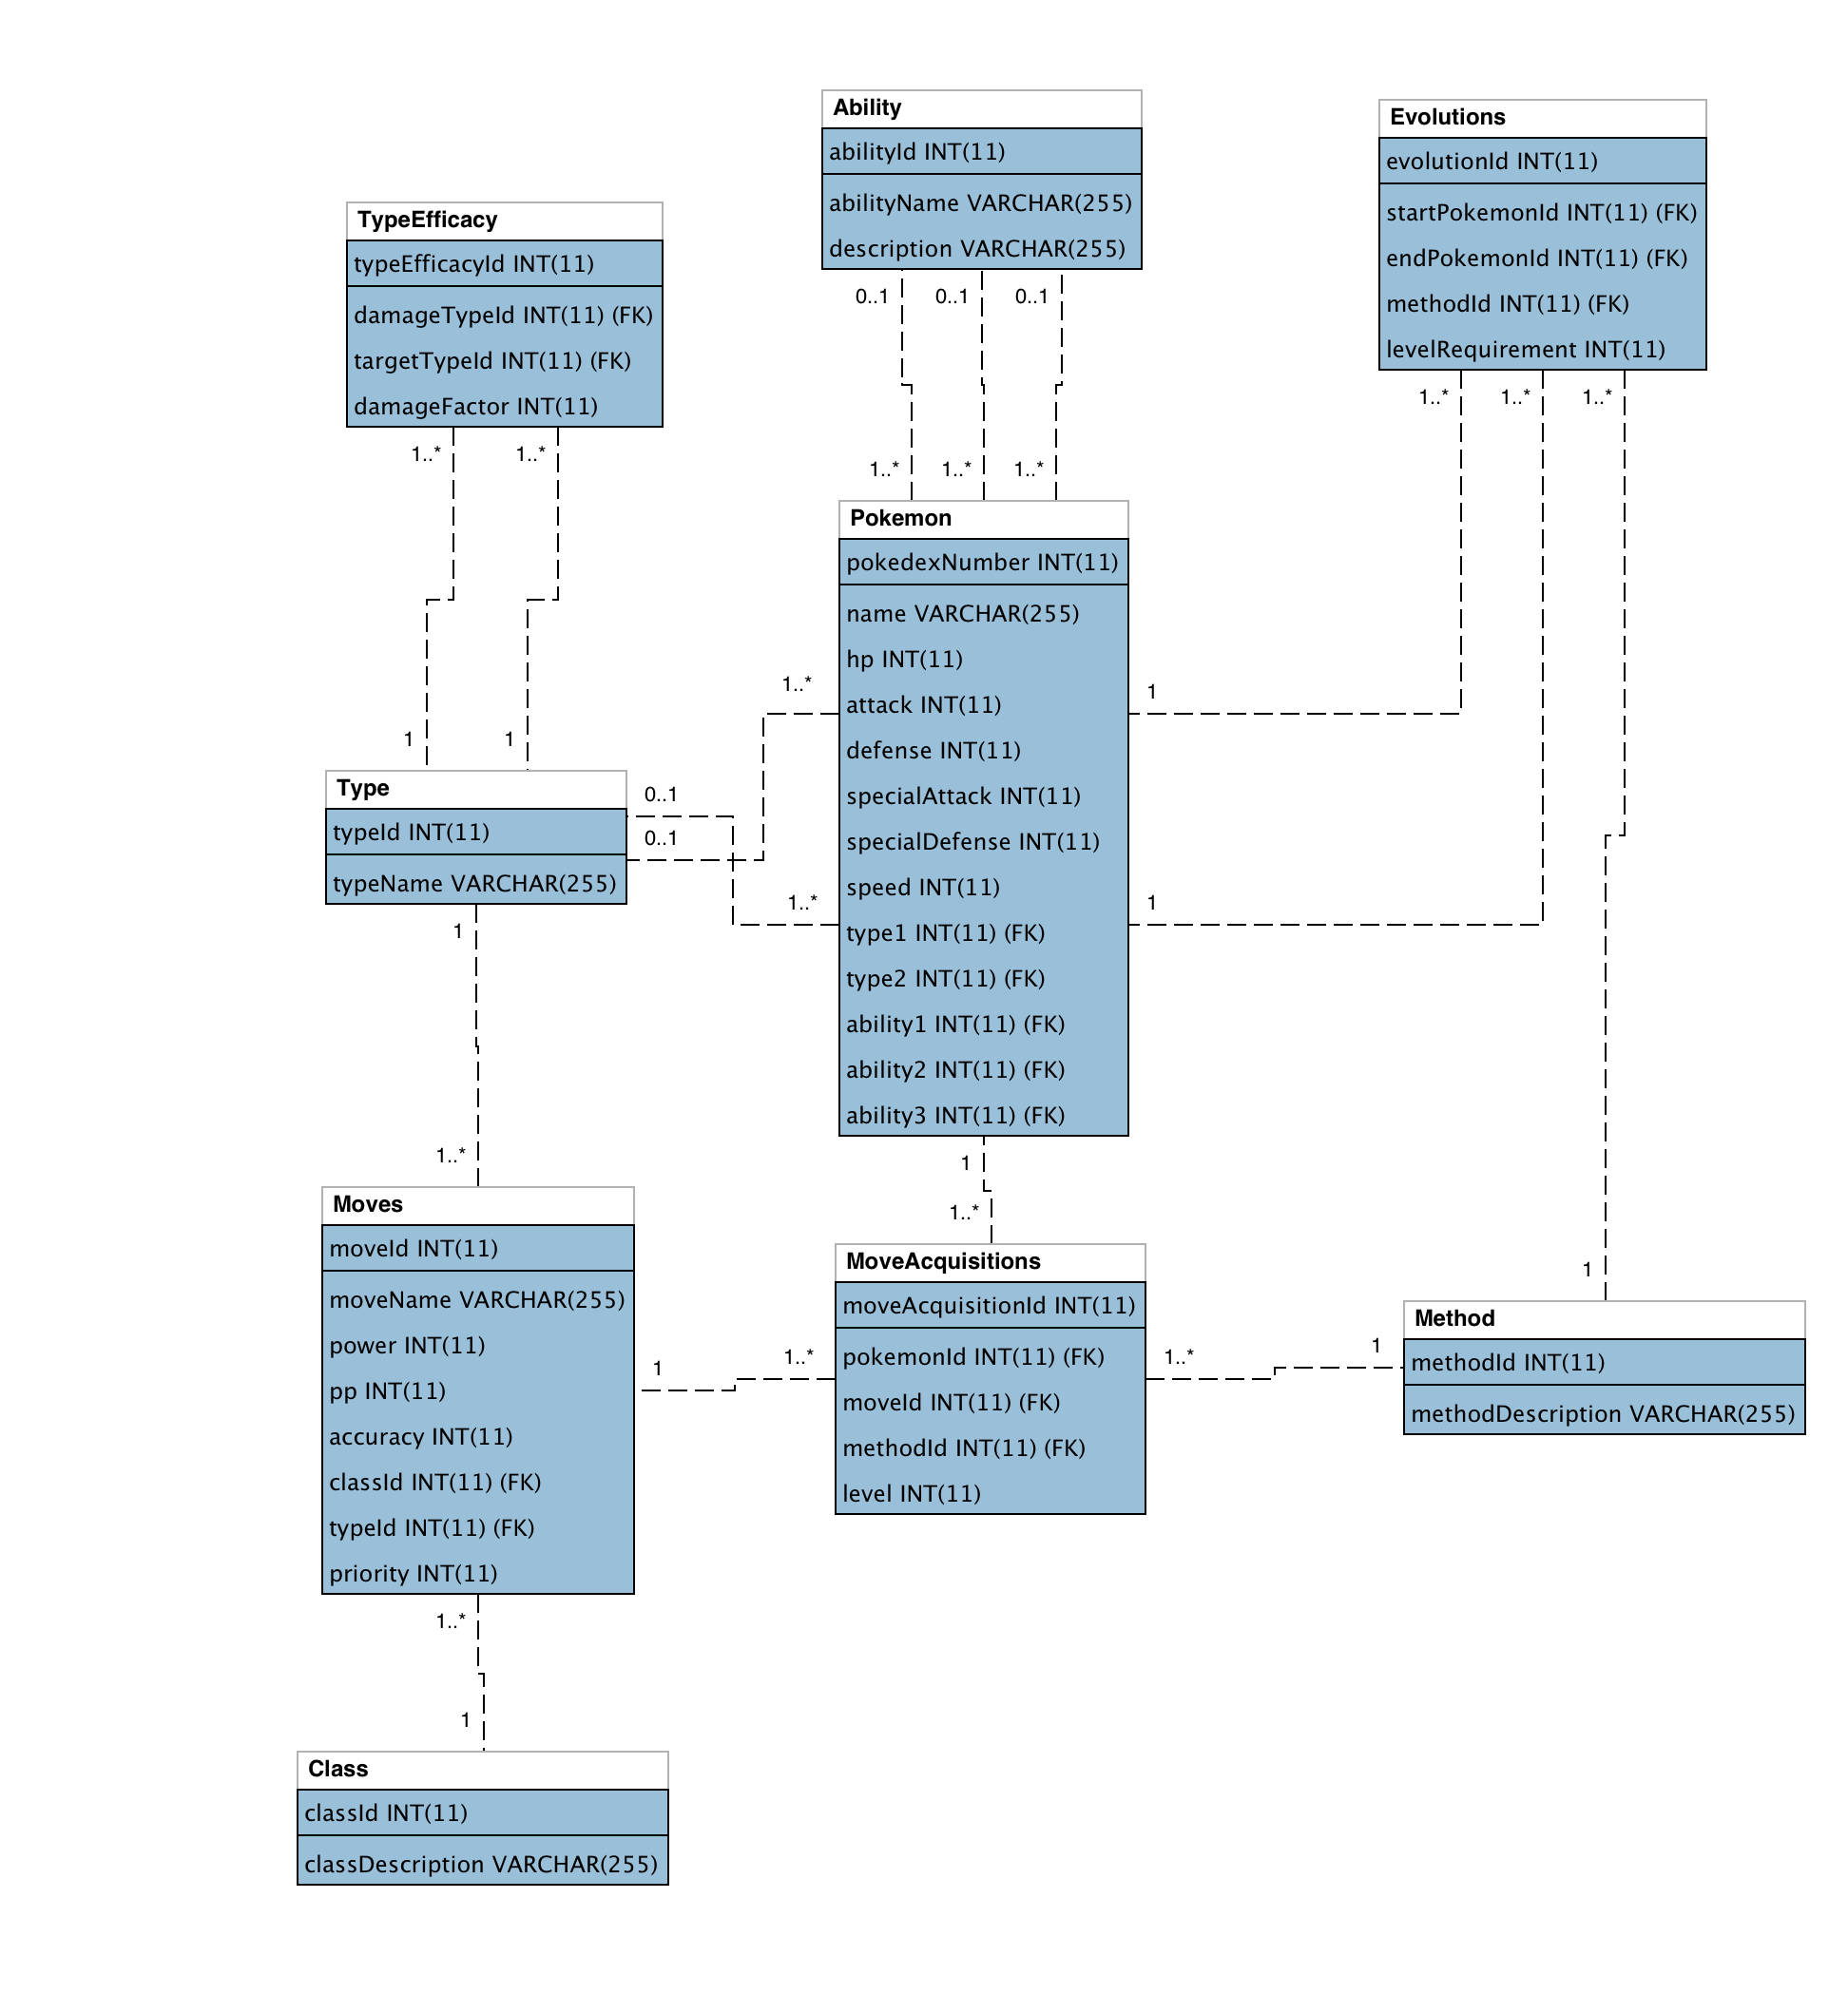 Ability
abilityId INT(11)
abilityName VARCHAR(255)
description VARCHAR(255)
0..1
0..1
0..1
Evolutions
evolutionId INT(11)
startPokemonId INT(11) (FK)
endPokemonId INT(11) (FK)
methodId INT(11) (FK)
levelRequirement INT(11)
1..*
1..*
1..*
TypeEfficacy
typeEfficacyId INT(11)
damageTypeId INT(11) (FK)
targetTypeId INT(11) (FK)
damageFactor INT(11)
1..*
1..*
1..*
1..*
1..*
Pokemon
pokedexNumber INT(11)
name VARCHAR(255)
hp INT(11)
attack INT(11)
defense INT(11)
specialAttack INT(11)
specialDefense INT(11)
speed INT(11)
type1 INT(11) (FK)
type2 INT(11) (FK)
ability1 INT(11) (FK)
ability2 INT(11) (FK)
ability3 INT(11) (FK)
1..*
1
1..*
1
1
1..*
1
1
Type
typeId INT(11)
typeName VARCHAR(255)
0..1
0..1
1
1..*
Moves
moveId INT(11)
moveName VARCHAR(255)
power INT(11)
pp INT(11)
accuracy INT(11)
classId INT(11) (FK)
typeId INT(11) (FK)
priority INT(11)
1
1..*
MoveAcquisitions
moveAcquisitionId INT(11)
pokemonId INT(11) (FK)
moveId INT(11) (FK)
methodId INT(11) (FK)
level INT(11)
1..*
1
1
Method
methodId INT(11)
methodDescription VARCHAR(255)
1..*
1
Class
classId INT(11)
classDescription VARCHAR(255)